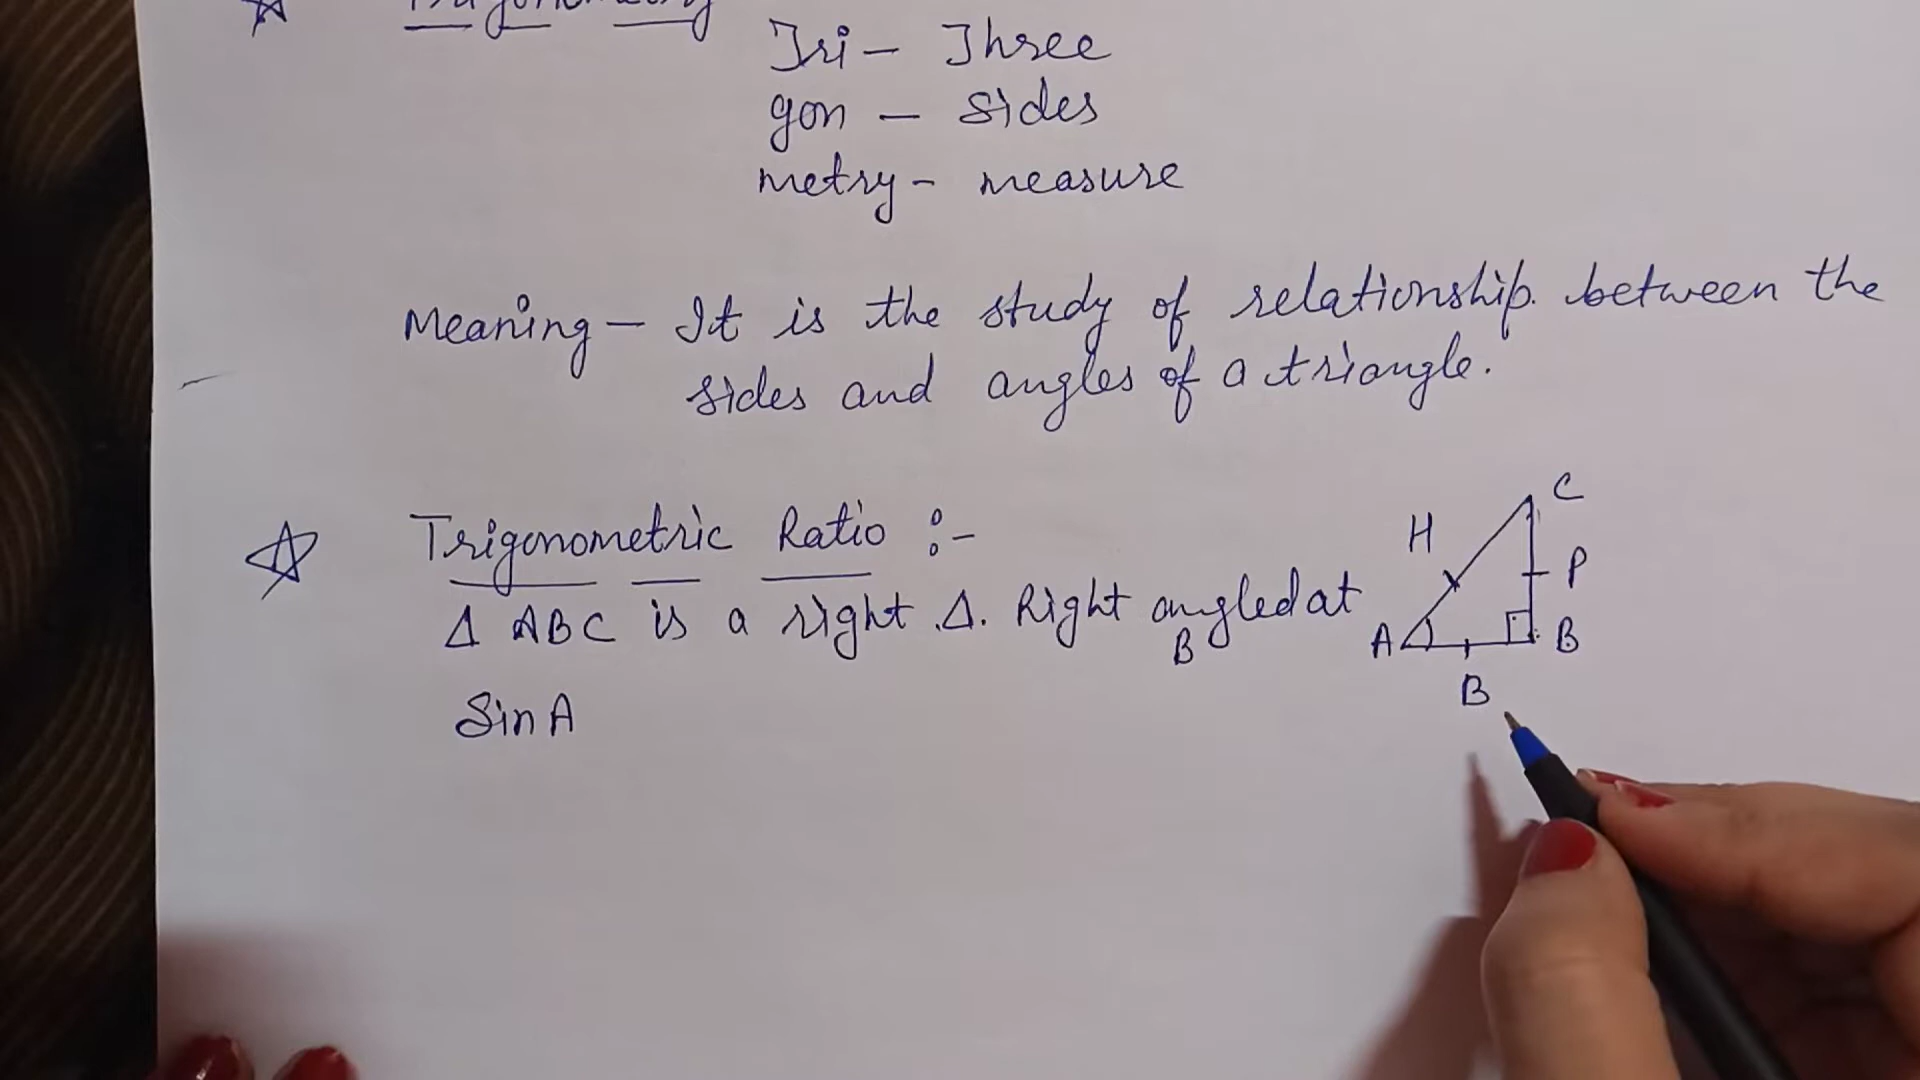 Trigonometry
Tri - Three
gon - sides
metry - measure
Meaning - It is the study of relationship between the
sides and angles of a triangle.
Trigonometric Ratio :-
Δ ABC is a right Δ. Right angled at
B
Sin A
C
H
P
A
B
B